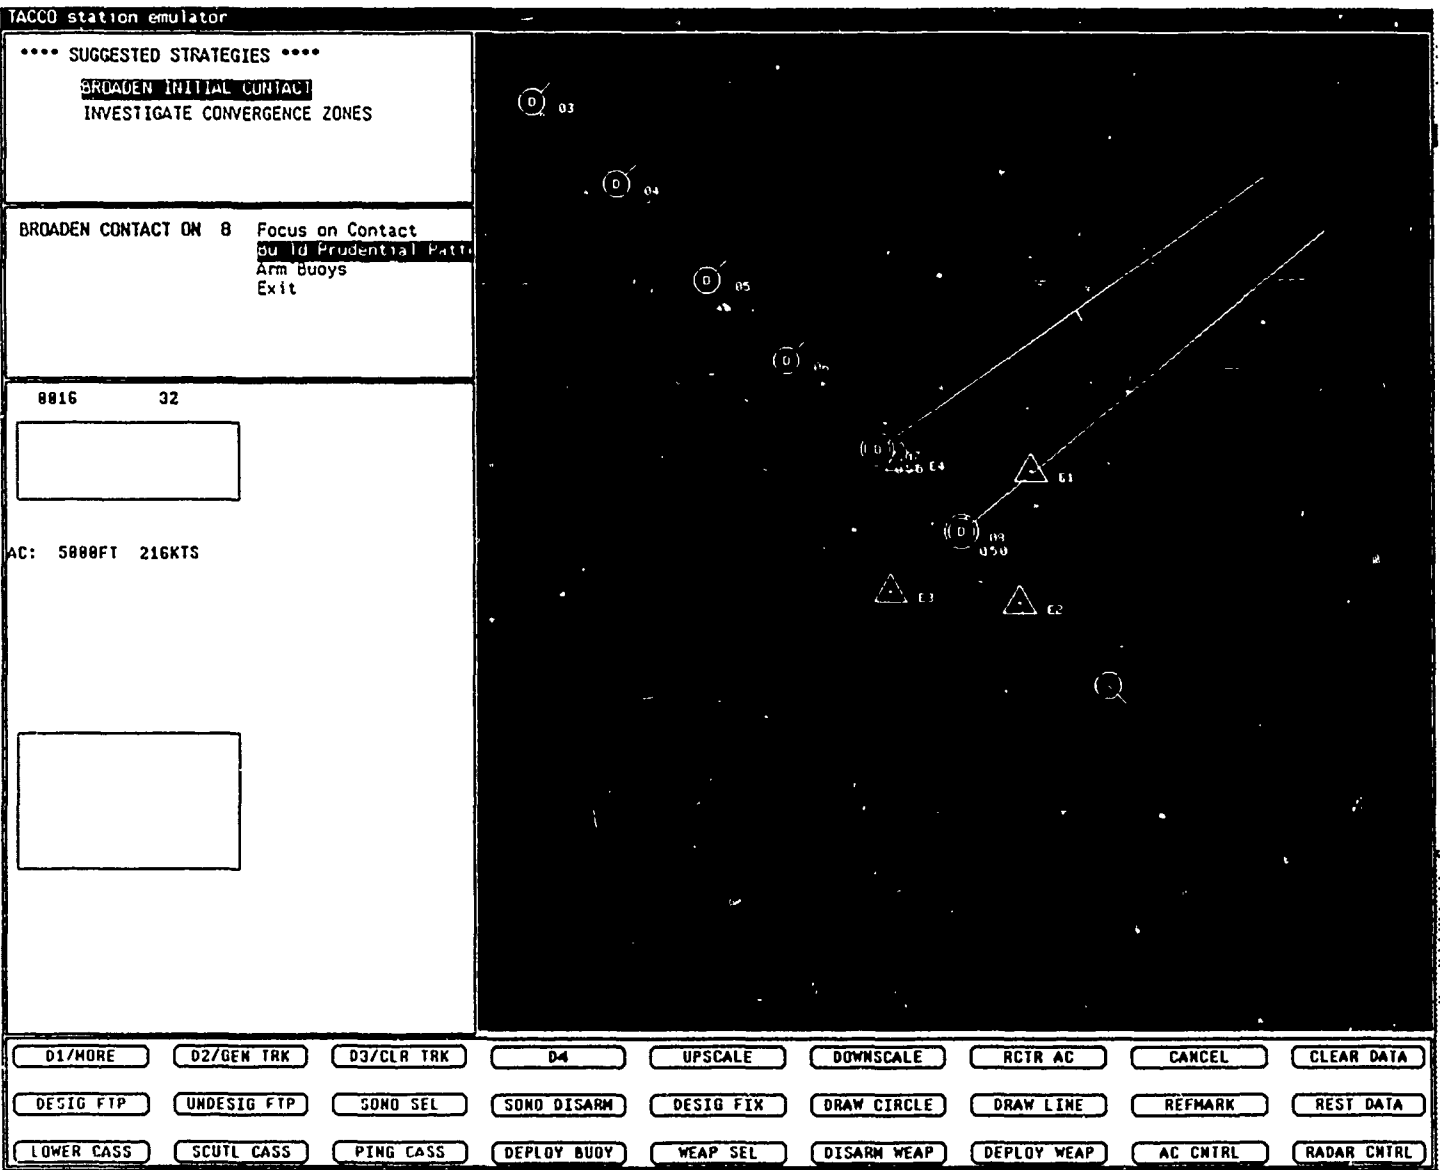 TACCO station emulator
**** SUGGESTED STRATEGIES ****
BROADEN INITIAL CONTACT
INVESTIGATE CONVERGENCE ZONES
BROADEN CONTACT ON 8 Focus on Contact
Prudential
Arm Buoys
Exit
0016 32
AC: 5000FT 216KTS
D 03
D 04
D 05
D 06
D
E4
E1
D 09
050
E3
E2
D1/MORE D2/GEN TRK D3/CLR TRK D4 UPSCALE DOWNSCALE RCTR AC CANCEL CLEAR DATA
DESIG FTP UNDESIG FTP SONO SEL SONO DISARM DESIG FIX DRAW CIRCLE DRAW LINE REFMARK REST DATA
LOWER CASS SCUTL CASS PING CASS DEPLOY BUOY WEAP SEL DISARM WEAP DEPLOY WEAP AC CNTRL RADAR CNTRL